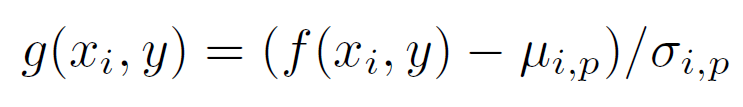 g(x_i, y) = (f(x_i, y) − μ_{i,p})/σ_{i,p}